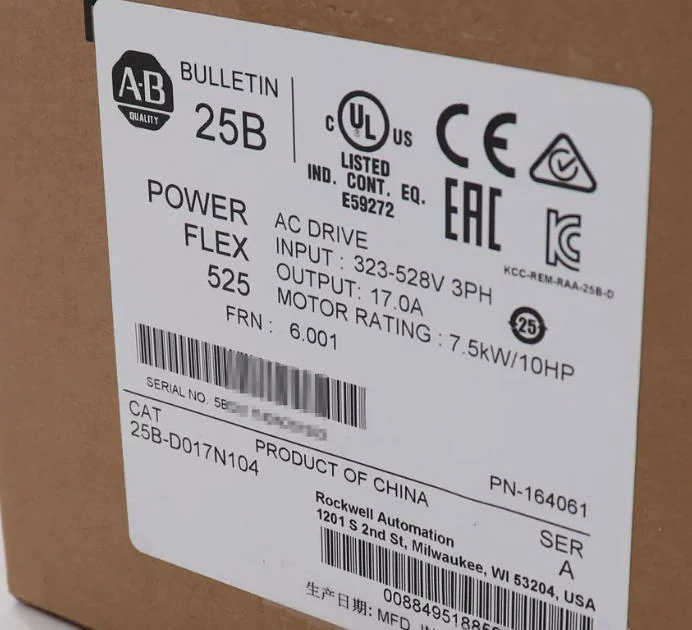 A·B
QUALITY
BULLETIN
25B
C UL US
®
LISTED
IND. CONT. EQ.
E59272
CE
EAC
KCC-REM-RAA-25B-D
25
POWER
FLEX
525
AC DRIVE
INPUT : 323-528V 3PH
OUTPUT: 17.0A
MOTOR RATING : 7.5kW/10HP
FRN : 6.001
SERIAL NO.
CAT
25B-D017N104
PRODUCT OF CHINA
PN-164061
Rockwell Automation
1201 S 2nd St, Milwaukee, WI 53204, USA
SER
A
生产日期: MFD